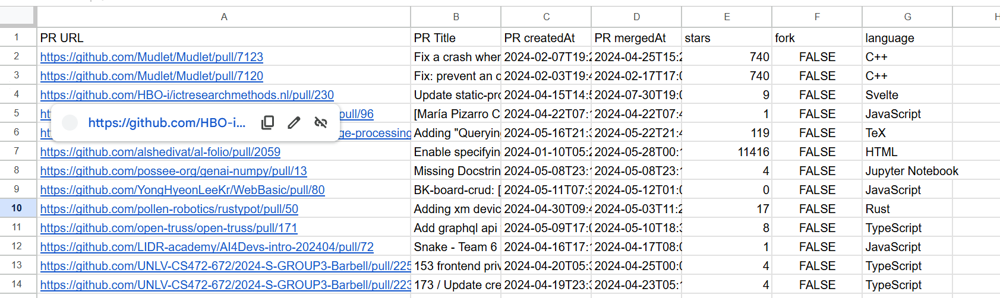 A B C D E F G H
1 PR URL PR Title PR createdAt PR mergedAt stars fork language
2 https://github.com/Mudlet/Mudlet/pull/7123 Fix a crash wher 2024-02-07T19:2 2024-04-25T15:2 740 FALSE C++
3 https://github.com/Mudlet/Mudlet/pull/7120 Fix: prevent an c 2024-02-03T19:4 2024-02-17T17:0 740 FALSE C++
4 https://github.com/HBO-i/ictresearchmethods.nl/pull/230 Update static-pro 2024-04-15T14:5 2024-07-30T19:0 9 FALSE Svelte
5 ht pull/96 [María Pizarro C 2024-04-22T07:1 2024-04-22T07:4 1 FALSE JavaScript
https://github.com/HBO-i...
6 ht ge-processing Adding "Querying 2024-05-16T21:3 2024-05-22T21:4 119 FALSE TeX
7 https://github.com/alshedivat/al-folio/pull/2059 Enable specifyin 2024-01-10T05:2 2024-05-28T00:1 11416 FALSE HTML
8 https://github.com/possee-org/genai-numpy/pull/13 Missing Docstrin 2024-05-08T23:1 2024-05-08T23:1 4 FALSE Jupyter Notebook
9 https://github.com/YongHyeonLeeKr/WebBasic/pull/80 BK-board-crud: [ 2024-05-11T07:3 2024-05-12T01:0 0 FALSE JavaScript
10 https://github.com/pollen-robotics/rustypot/pull/50 Adding xm devic 2024-04-30T09:4 2024-05-03T11:2 17 FALSE Rust
11 https://github.com/open-truss/open-truss/pull/171 Add graphql api 2024-05-09T17:0 2024-05-10T18:3 8 FALSE TypeScript
12 https://github.com/LIDR-academy/AI4Devs-intro-202404/pull/72 Snake - Team 6 2024-04-16T17:1 2024-04-17T08:0 1 FALSE JavaScript
13 https://github.com/UNLV-CS472-672/2024-S-GROUP3-Barbell/pull/225 153 frontend priv 2024-04-20T05:3 2024-04-25T00:0 4 FALSE TypeScript
14 https://github.com/UNLV-CS472-672/2024-S-GROUP3-Barbell/pull/223 173 / Update cre 2024-04-19T23:3 2024-04-23T05:1 4 FALSE TypeScript